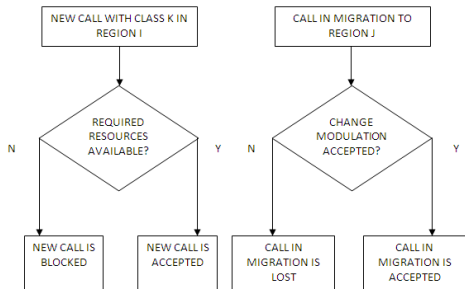 NEW CALL WITH CLASS K IN
REGION I
CALL IN MIGRATION TO
REGION J
REQUIRED
RESOURCES
AVAILABLE?
N
Y
CHANGE
MODULATION
ACCEPTED?
N
Y
NEW CALL IS
BLOCKED
NEW CALL IS
ACCEPTED
CALL IN
MIGRATION IS
LOST
CALL IN
MIGRATION IS
ACCEPTED